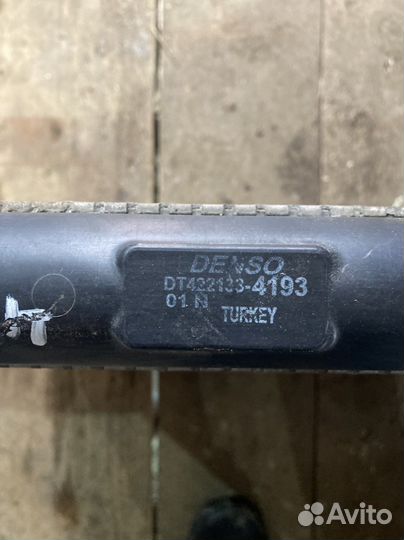 DENSO
DT422133-4193
01 N TURKEY
Avito